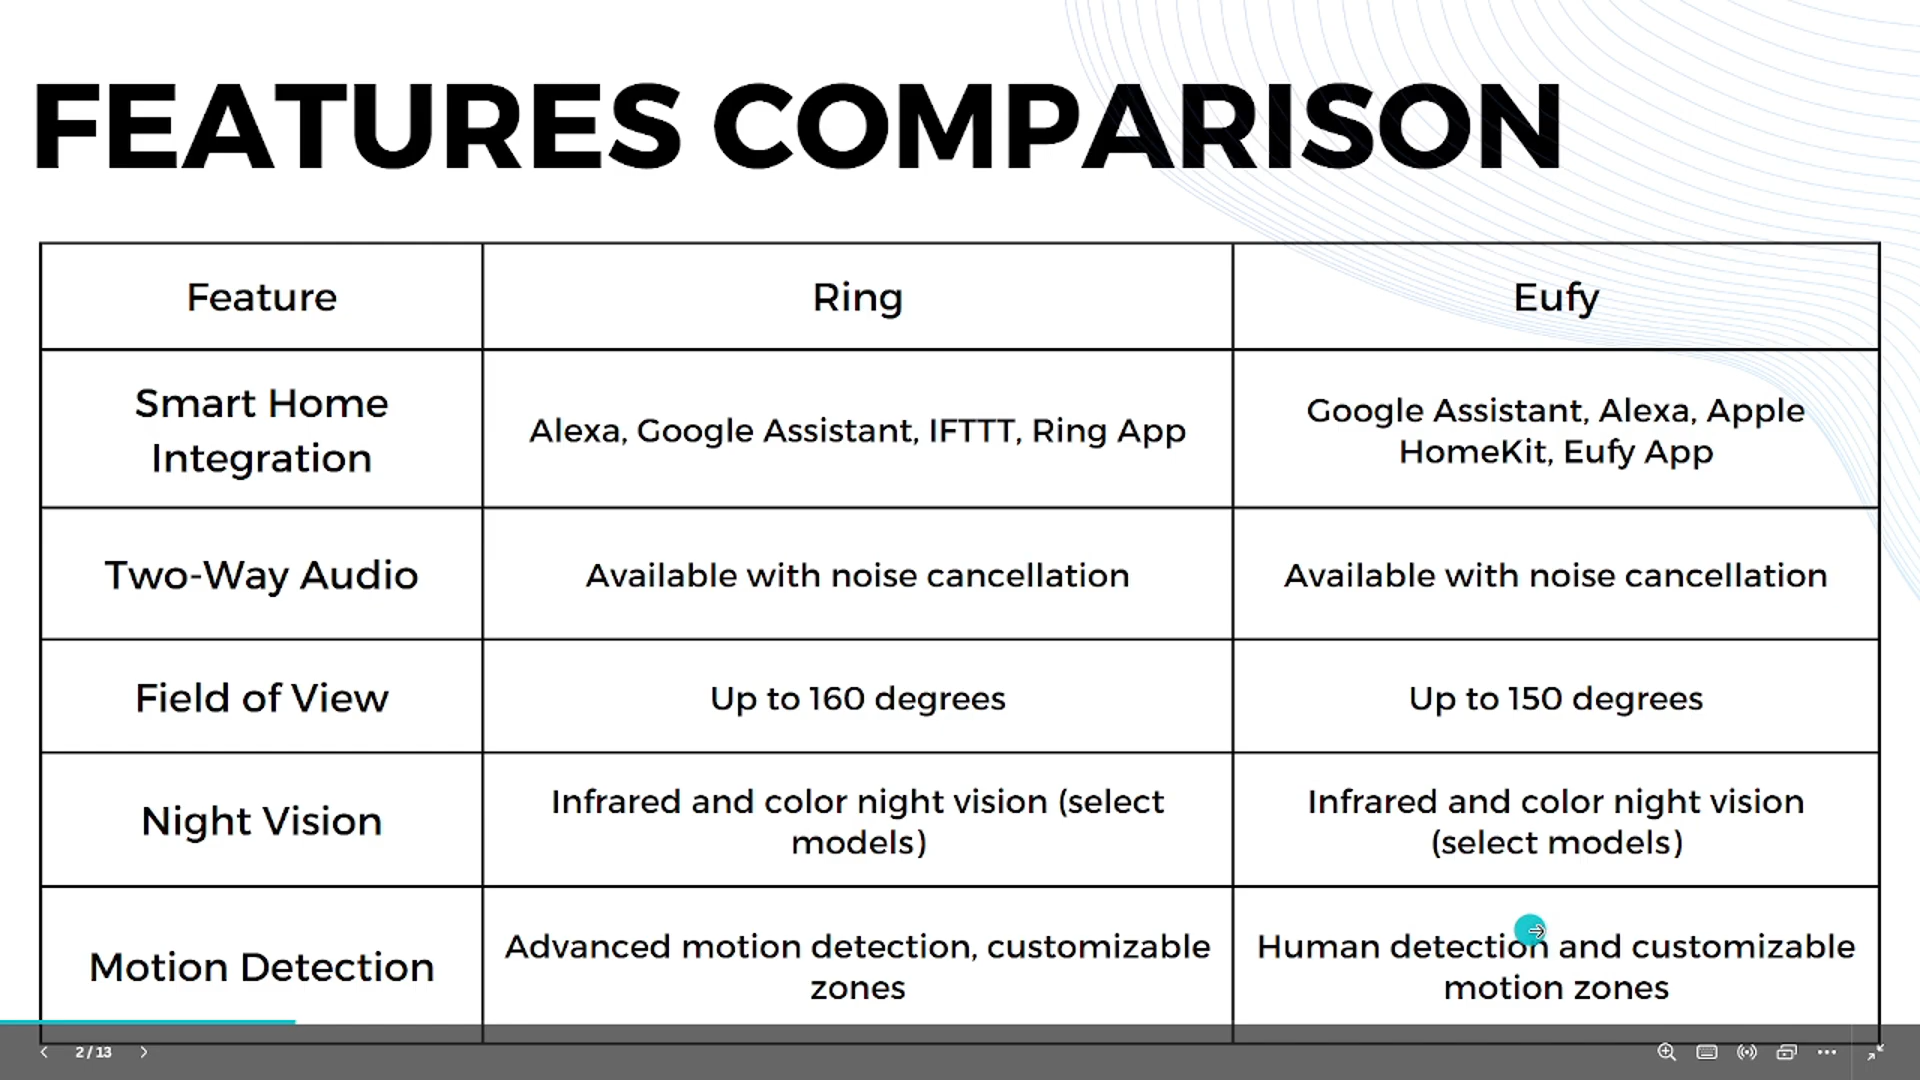 FEATURES COMPARISON
Feature
Ring
Eufy
Smart Home
Integration
Alexa, Google Assistant, IFTTT, Ring App
Google Assistant, Alexa, Apple
HomeKit, Eufy App
Two-Way Audio
Available with noise cancellation
Available with noise cancellation
Field of View
Up to 160 degrees
Up to 150 degrees
Night Vision
Infrared and color night vision (select
models)
Infrared and color night vision
(select models)
Motion Detection
Advanced motion detection, customizable
zones
Human detection and customizable
motion zones
2 / 13